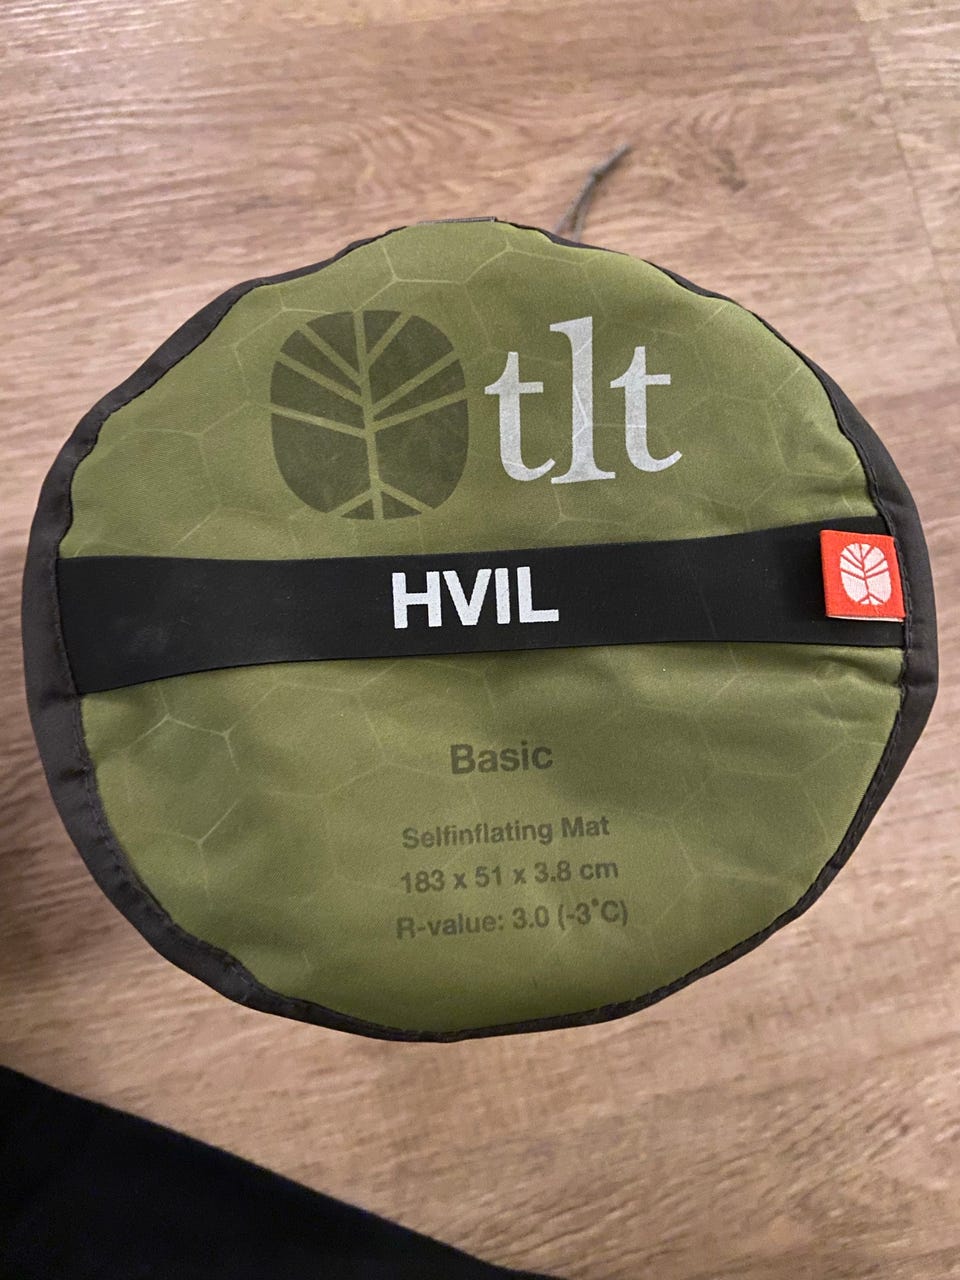 tlt
HVIL
Basic
Selfinflating Mat
183 x 51 x 3.8 cm
R-value: 3.0 (-3°C)